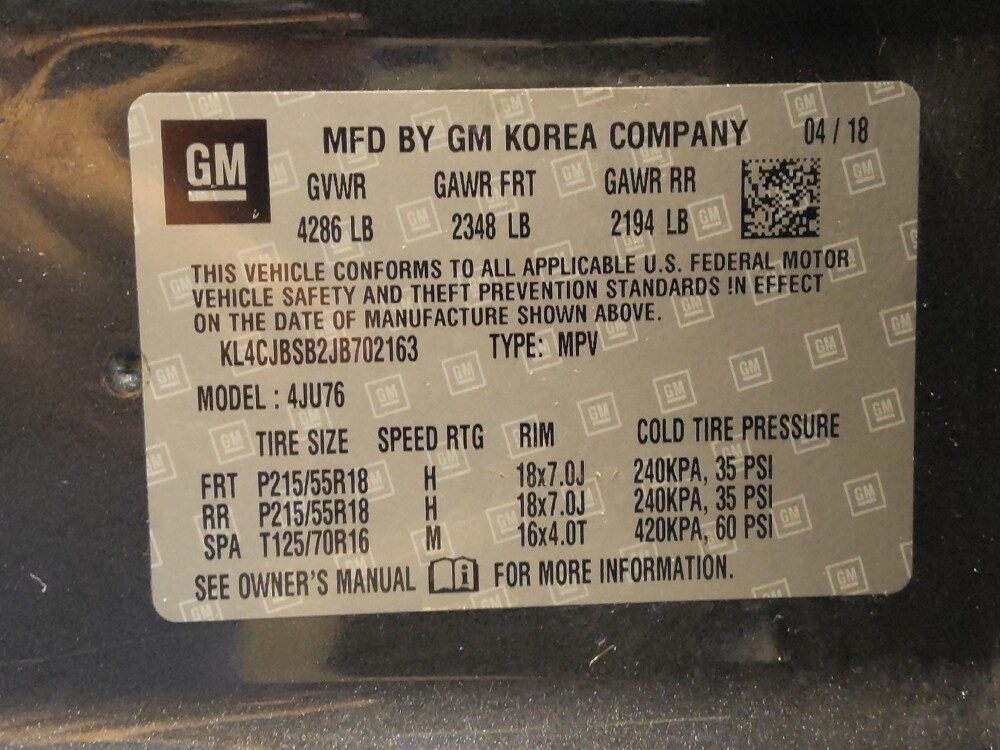 GM
MFD BY GM KOREA COMPANY 04 / 18
GVWR GAWR FRT GAWR RR
4286 LB 2348 LB 2194 LB
THIS VEHICLE CONFORMS TO ALL APPLICABLE U.S. FEDERAL MOTOR
VEHICLE SAFETY AND THEFT PREVENTION STANDARDS IN EFFECT
ON THE DATE OF MANUFACTURE SHOWN ABOVE.
KL4CJBSB2JB702163 TYPE: MPV
MODEL : 4JU76
TIRE SIZE SPEED RTG RIM COLD TIRE PRESSURE
FRT P215/55R18 H 18x7.0J 240KPA, 35 PSI
RR P215/55R18 H 18x7.0J 240KPA, 35 PSI
SPA T125/70R16 M 16x4.0T 420KPA, 60 PSI
SEE OWNER'S MANUAL i FOR MORE INFORMATION.